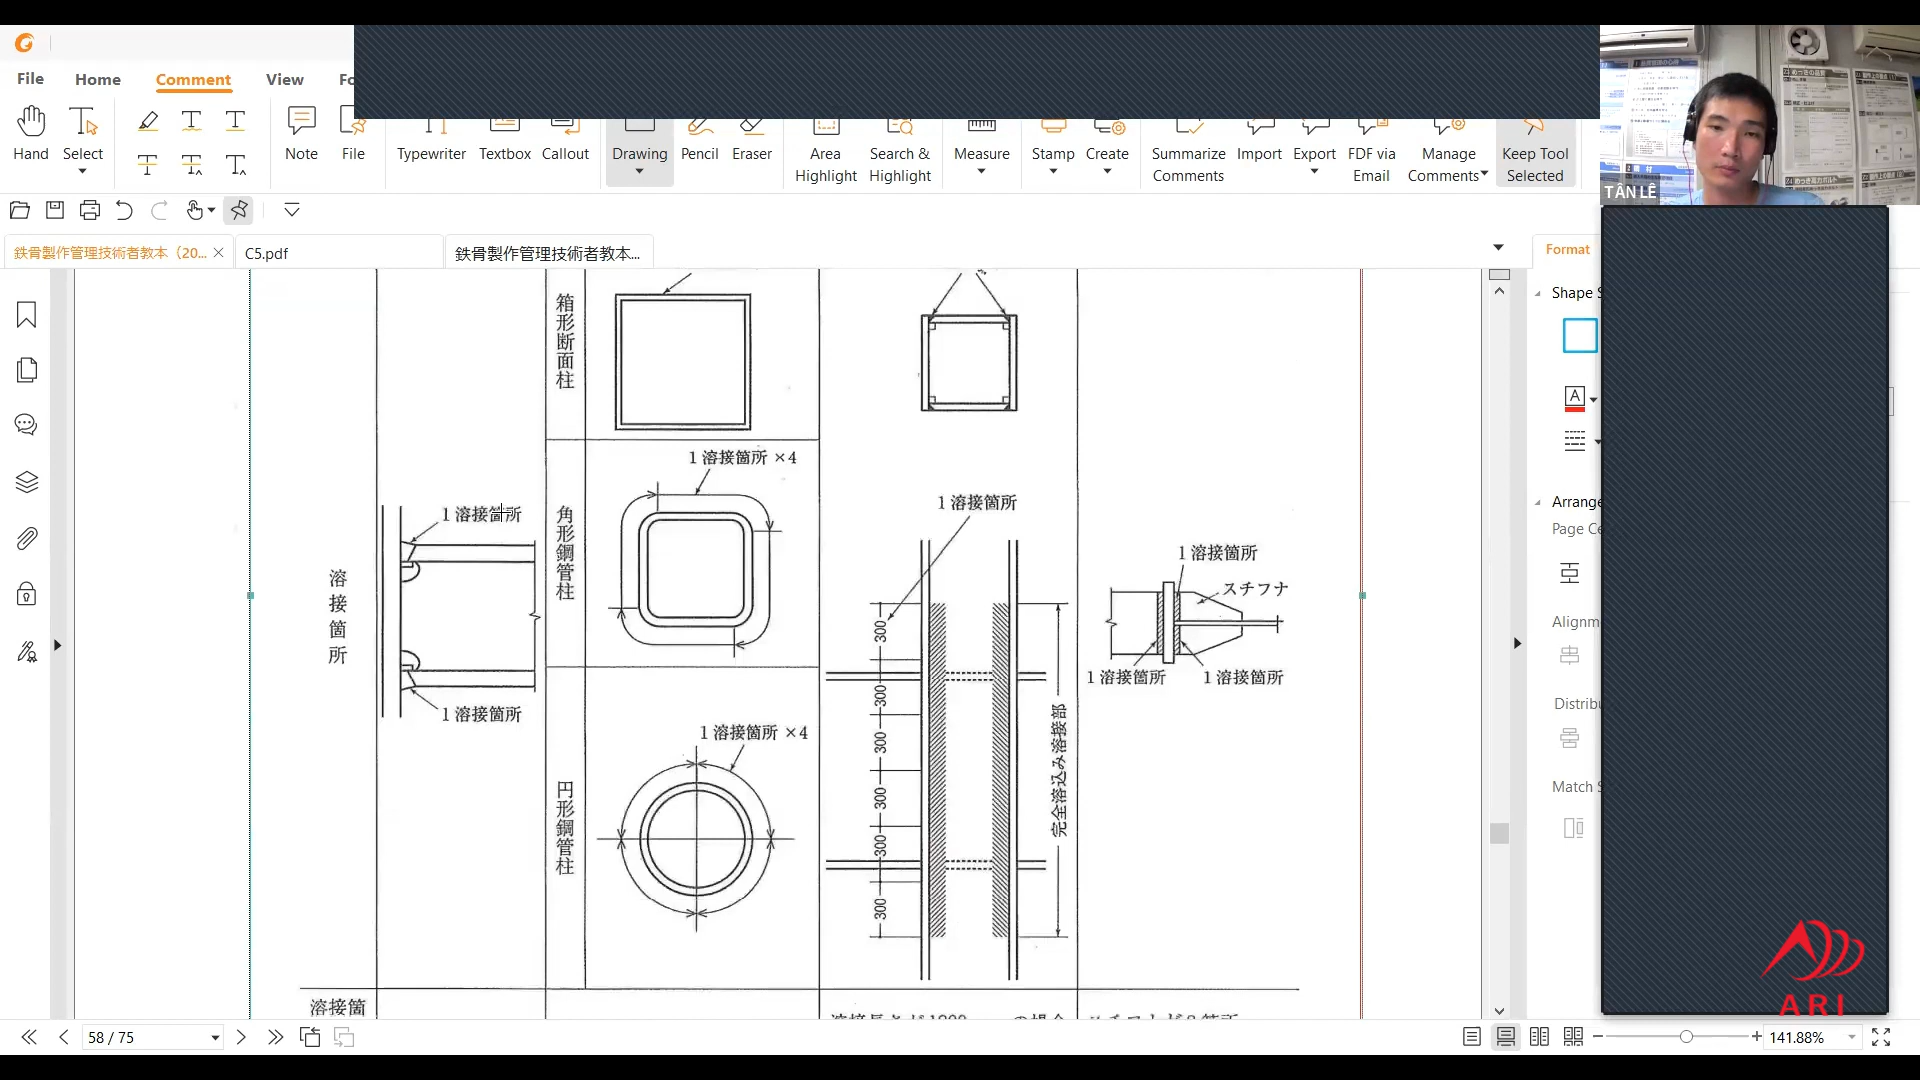 File
Home
Comment
View
Hand
Select
Note
File
Typewriter
Textbox
Callout
Drawing
Pencil
Eraser
Area
Highlight
Search &
Highlight
Measure
Stamp
Create
Summarize
Comments
Import
Export
FDF via
Email
Manage
Comments
Keep Tool
Selected
TÂN LÊ
鉄骨製作管理技術者教本（20...
C5.pdf
鉄骨製作管理技術者教本...
Format
Shape
Arrange
Page
Match
箱形断面柱
角形鋼管柱
円形鋼管柱
溶接箇所
1 溶接箇所
1 溶接箇所
1 溶接箇所 ×4
1 溶接箇所 ×4
1 溶接箇所
300
300
300
300
300
300
完全溶込み溶接部
1 溶接箇所
スチフナ
1 溶接箇所
1 溶接箇所
溶接箇
ARI
58 / 75
141.88%